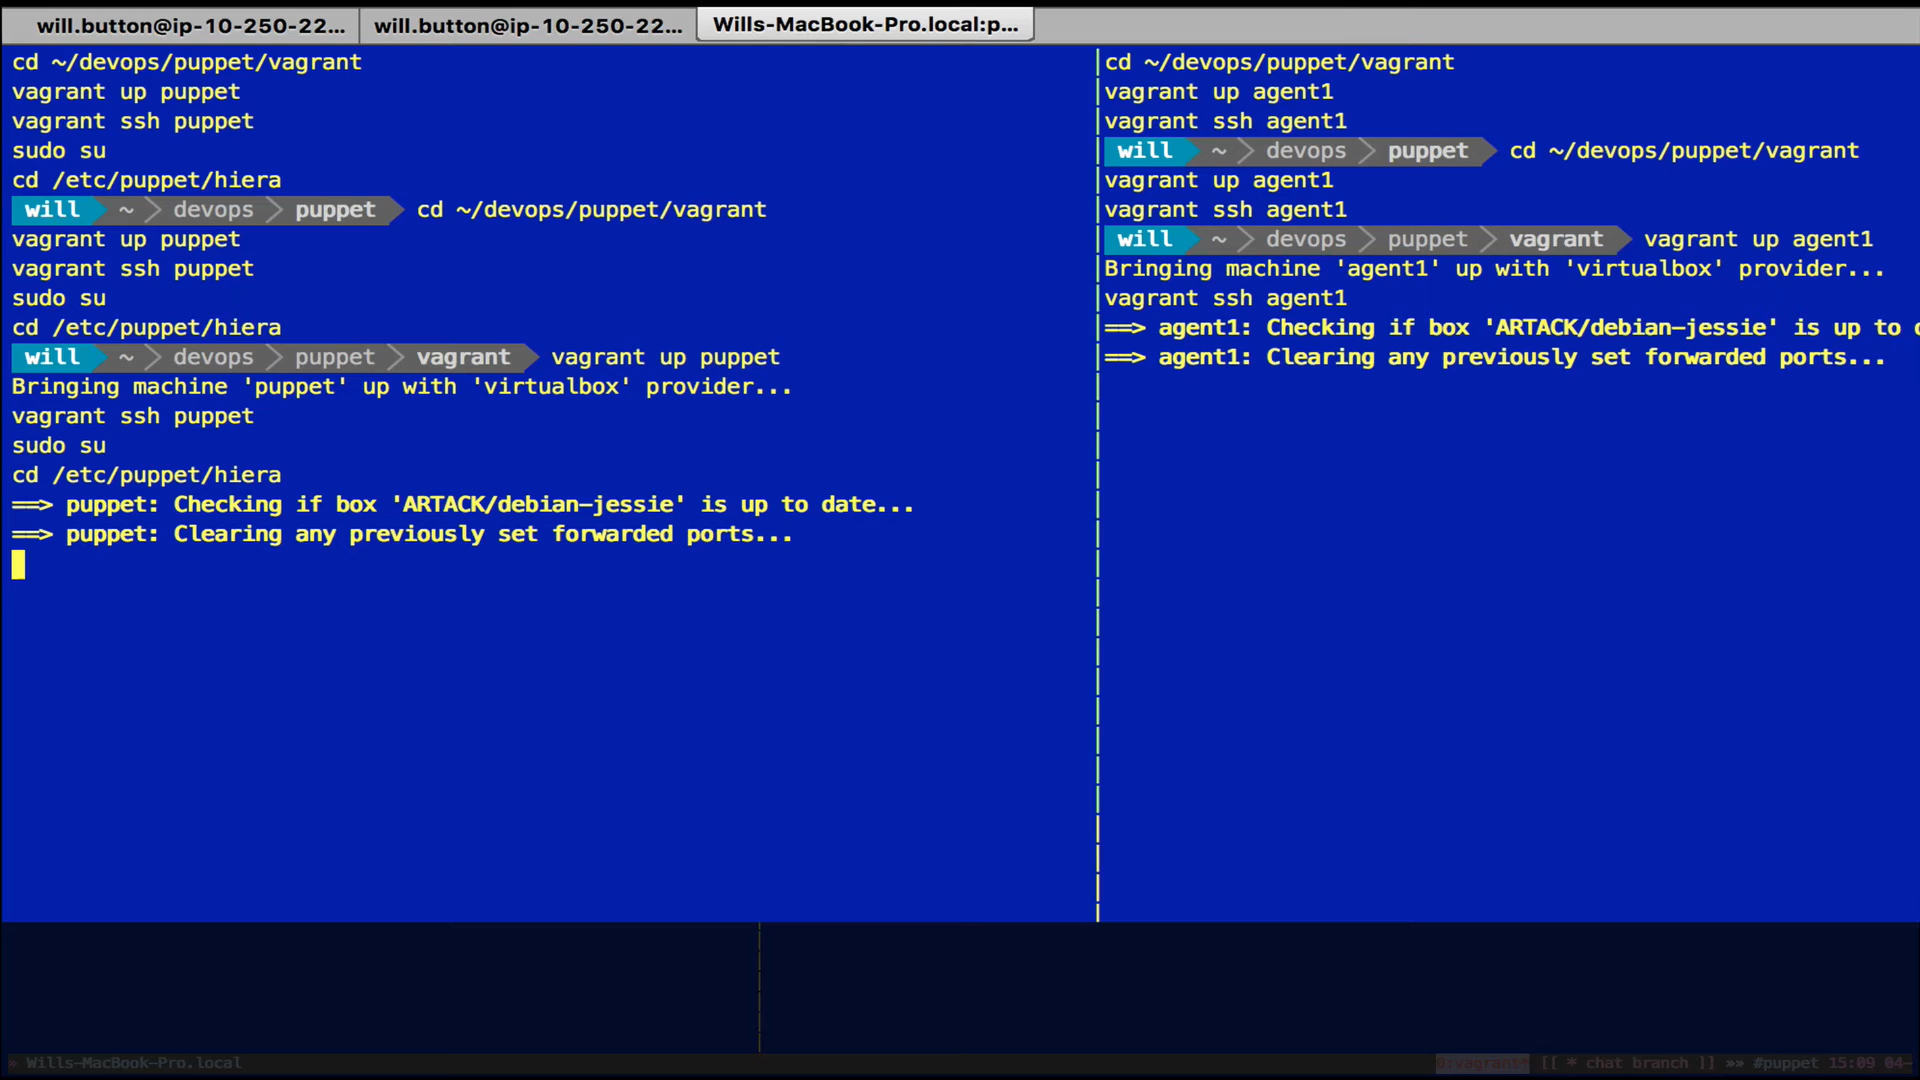 will.button@ip-10-250-22...
will.button@ip-10-250-22...
Wills-MacBook-Pro.local:p...
cd ~/devops/puppet/vagrant
vagrant up puppet
vagrant ssh puppet
sudo su
cd /etc/puppet/hiera
will ~ devops puppet cd ~/devops/puppet/vagrant
vagrant up puppet
vagrant ssh puppet
sudo su
cd /etc/puppet/hiera
will ~ devops puppet vagrant vagrant up puppet
Bringing machine 'puppet' up with 'virtualbox' provider...
vagrant ssh puppet
sudo su
cd /etc/puppet/hiera
==> puppet: Checking if box 'ARTACK/debian-jessie' is up to date...
==> puppet: Clearing any previously set forwarded ports...
cd ~/devops/puppet/vagrant
vagrant up agent1
vagrant ssh agent1
will ~ devops puppet cd ~/devops/puppet/vagrant
vagrant up agent1
vagrant ssh agent1
will ~ devops puppet vagrant vagrant up agent1
Bringing machine 'agent1' up with 'virtualbox' provider...
vagrant ssh agent1
==> agent1: Checking if box 'ARTACK/debian-jessie' is up to
==> agent1: Clearing any previously set forwarded ports...
» Wills-MacBook-Pro.local
0:vagrant* [[ * chat branch ]] »» #puppet 15:09 04-